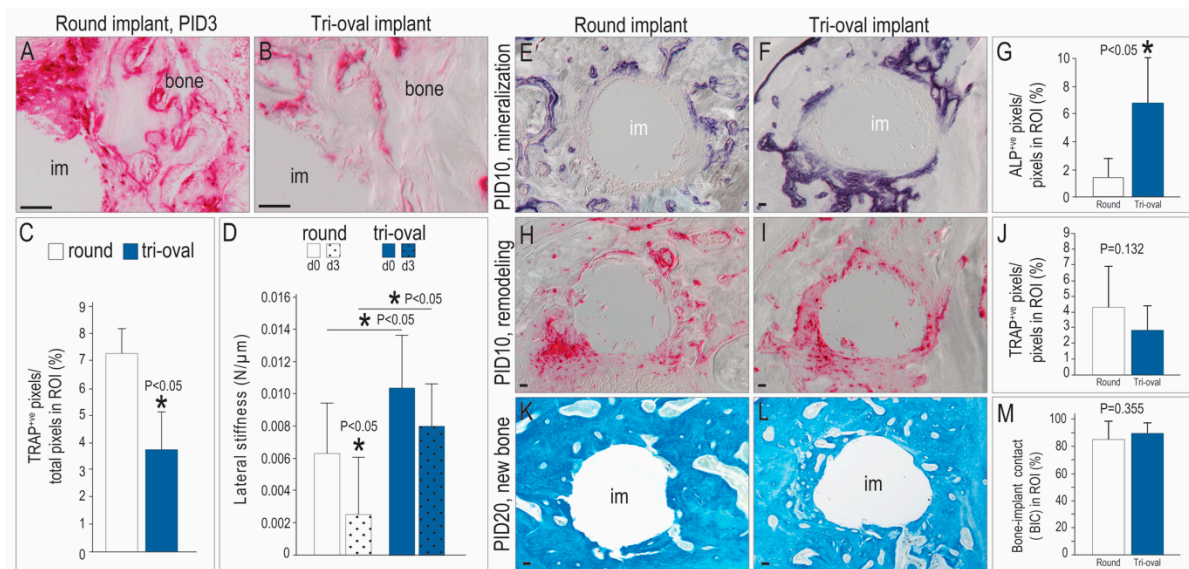 Round implant, PID3
Tri-oval implant
Round implant
Tri-oval implant
A
bone
im
B
bone
im
PID10, mineralization
E
im
F
im
G
P<0.05
*
ALP+ve pixels/
pixels in ROI (%)
10
8
6
4
2
0
Round
Tri-oval
C
round
tri-oval
TRAP+ve pixels/
total pixels in ROI (%)
9
8
7
6
5
4
3
2
1
0
P<0.05
*
D
round
tri-oval
d0
d3
d0
d3
Lateral stiffness (N/µm)
0.016
0.014
0.012
0.010
0.008
0.006
0.004
0.002
0.000
* P<0.05
* P<0.05
P<0.05
*
PID10, remodeling
H
I
J
P=0.132
TRAP+ve pixels/
pixels in ROI (%)
9
8
7
6
5
4
3
2
1
0
Round
Tri-oval
PID20, new bone
K
im
L
im
M
P=0.355
Bone-implant contact
( BIC) in ROI (%)
100
80
60
40
20
0
Round
Tri-oval